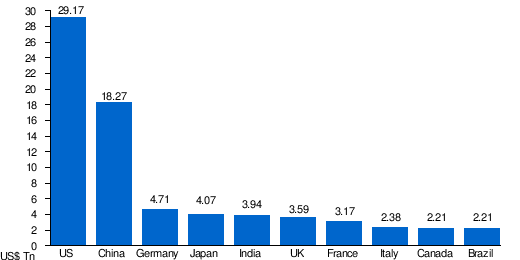 30
28
26
24
22
20
18
16
14
12
10
8
6
4
2
0
US$ Tn
29.17
18.27
4.71
4.07
3.94
3.59
3.17
2.38
2.21
2.21
US
China
Germany
Japan
India
UK
France
Italy
Canada
Brazil